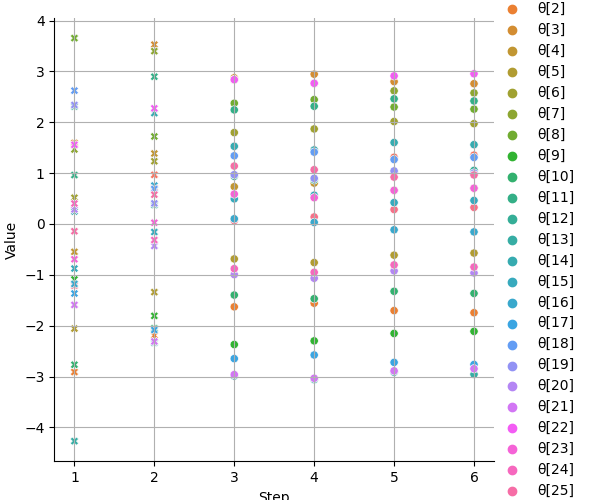 4
3
2
1
0
−1
−2
−3
−4
Value
1 2 3 4 5 6
Step
θ[2]
θ[3]
θ[4]
θ[5]
θ[6]
θ[7]
θ[8]
θ[9]
θ[10]
θ[11]
θ[12]
θ[13]
θ[14]
θ[15]
θ[16]
θ[17]
θ[18]
θ[19]
θ[20]
θ[21]
θ[22]
θ[23]
θ[24]
θ[25]